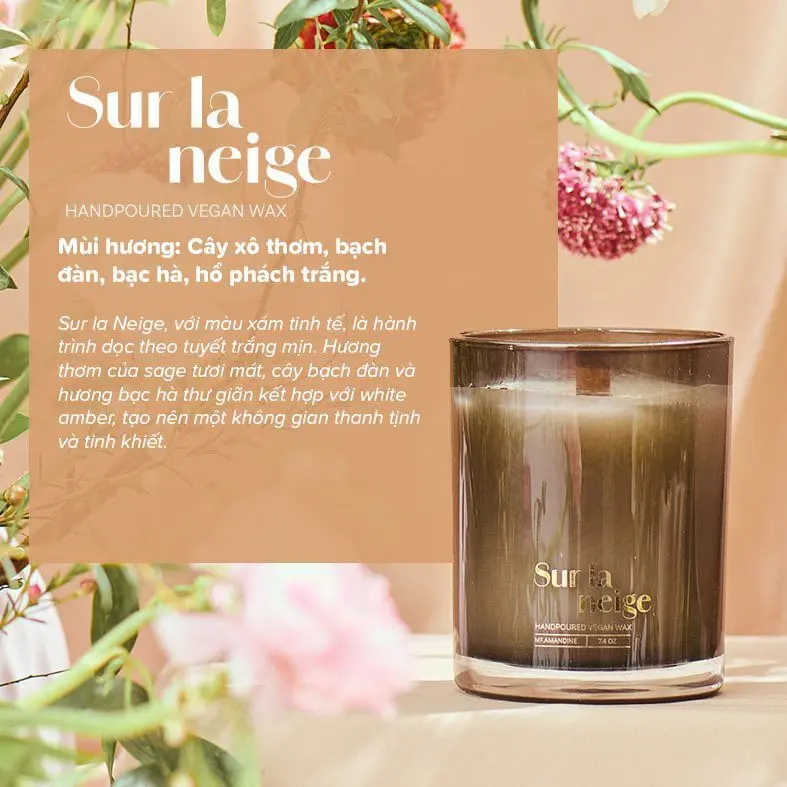 Sur la
neige
HANDPOURED VEGAN WAX
Mùi hương: Cây xô thơm, bạch
đàn, bạc hà, hổ phách trắng.
Sur la Neige, với màu xám tinh tế, là hành
trình dọc theo tuyết trắng mịn. Hương
thơm của sage tươi mát, cây bạch đàn và
hương bạc hà thư giãn kết hợp với white
amber, tạo nên một không gian thanh tịnh
và tinh khiết.
Sur la
neige
HANDPOURED VEGAN WAX
MF.AMANDINE 7.4 OZ